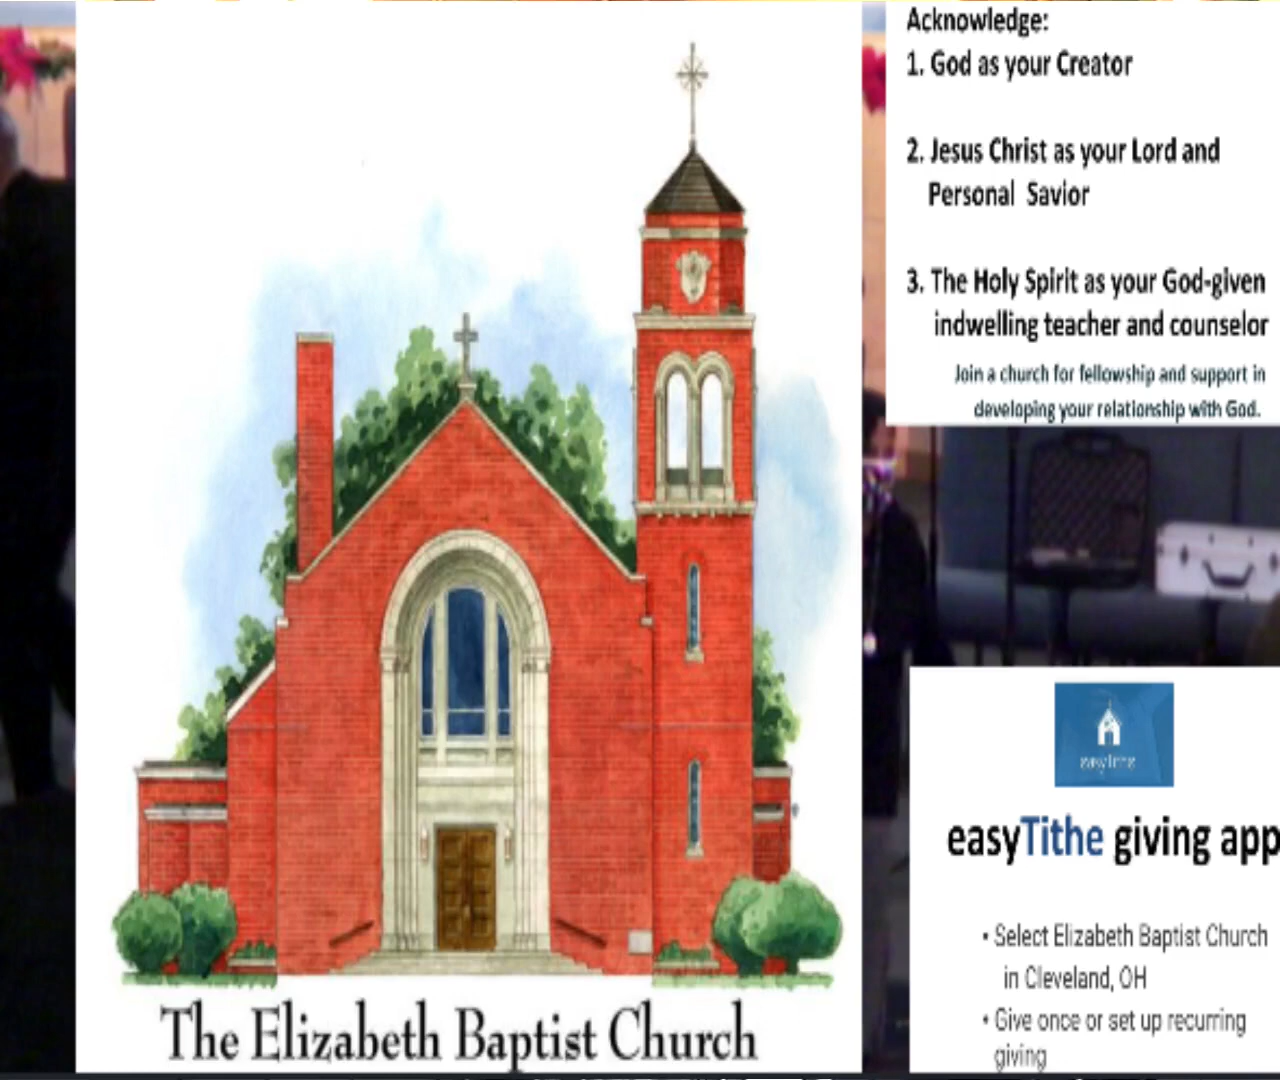 Acknowledge:
1. God as your Creator
2. Jesus Christ as your Lord and
Personal Savior
3. The Holy Spirit as your God-given
indwelling teacher and counselor
Join a church for fellowship and support in
developing your relationship with God.
The Elizabeth Baptist Church
easyTithe
easyTithe giving app
• Select Elizabeth Baptist Church
in Cleveland, OH
• Give once or set up recurring
giving